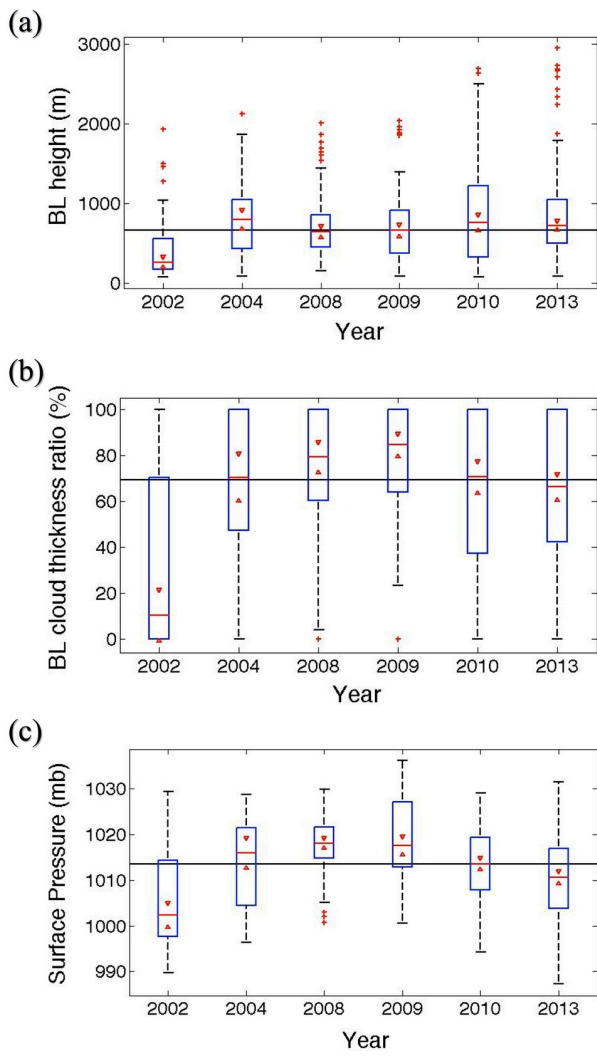 (a)
BL height (m)
3000
2000
1000
0
2002 2004 2008 2009 2010 2013
Year
(b)
BL cloud thickness ratio (%)
100
80
60
40
20
0
2002 2004 2008 2009 2010 2013
Year
(c)
Surface Pressure (mb)
1030
1020
1010
1000
990
2002 2004 2008 2009 2010 2013
Year